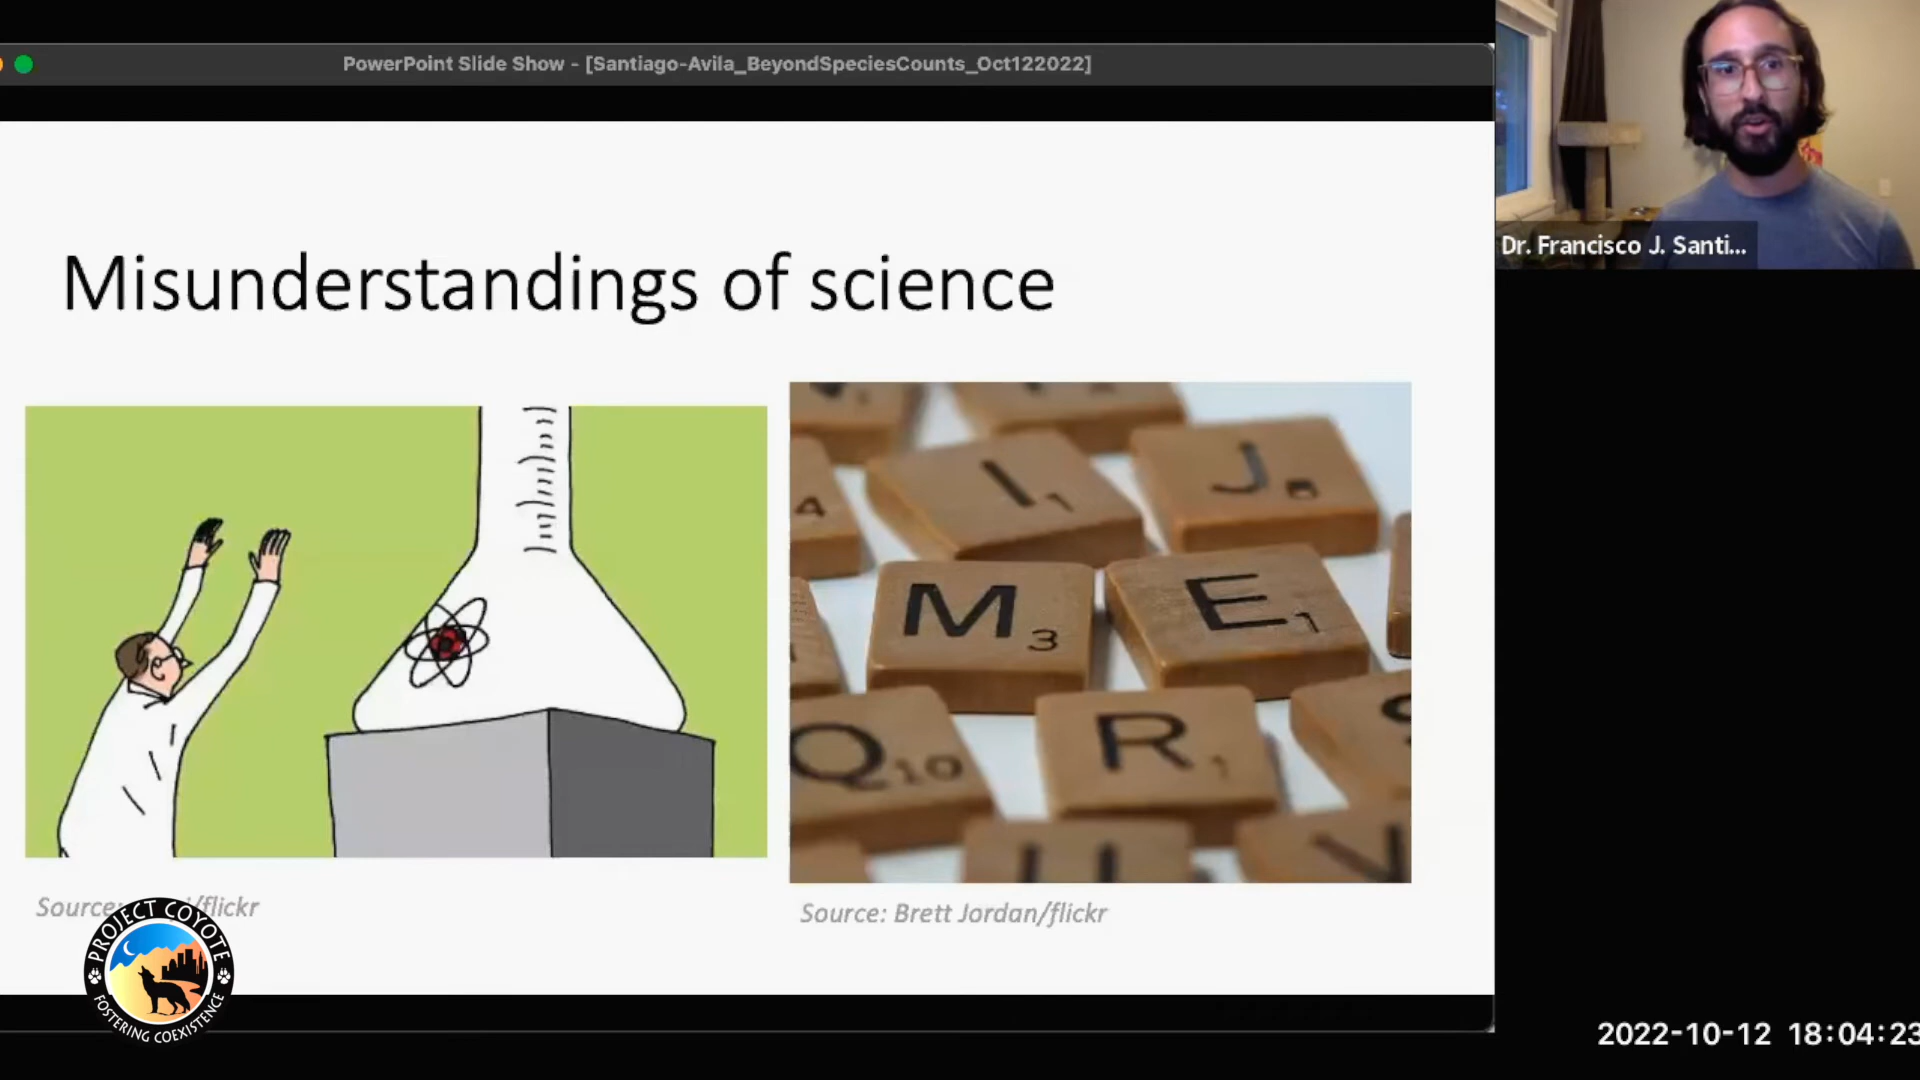 PowerPoint Slide Show - [Santiago-Avila_BeyondSpeciesCounts_Oct122022]
Dr. Francisco J. Santi...
Misunderstandings of science
A
I1
J8
M3
E1
Q10
R1
Source: /flickr
Source: Brett Jordan/flickr
PROJECT COYOTE
FOSTERING COEXISTENCE
2022-10-12 18:04:23